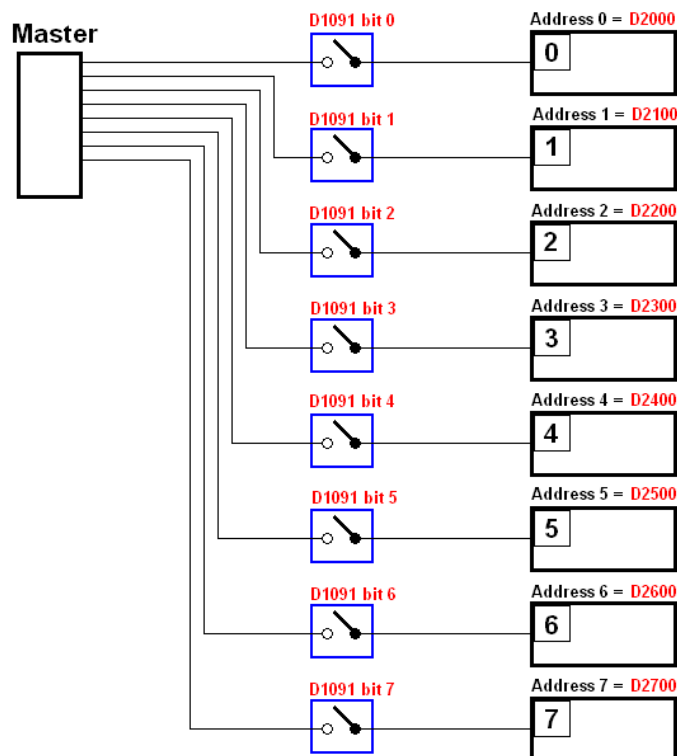 Master
D1091 bit 0
Address 0 = D2000
0
D1091 bit 1
Address 1 = D2100
1
D1091 bit 2
Address 2 = D2200
2
D1091 bit 3
Address 3 = D2300
3
D1091 bit 4
Address 4 = D2400
4
D1091 bit 5
Address 5 = D2500
5
D1091 bit 6
Address 6 = D2600
6
D1091 bit 7
Address 7 = D2700
7